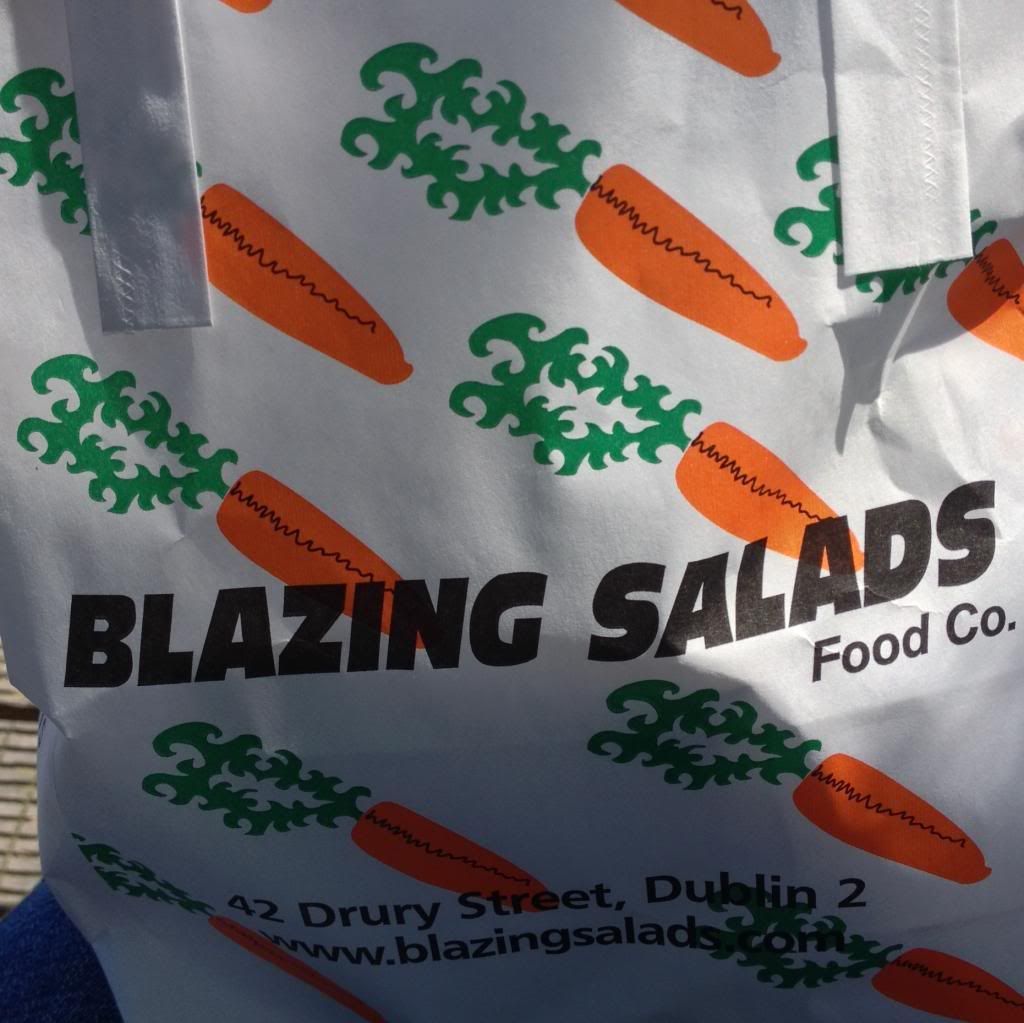 BLAZING SALADS
Food Co.
42 Drury Street, Dublin 2
www.blazingsalads.com